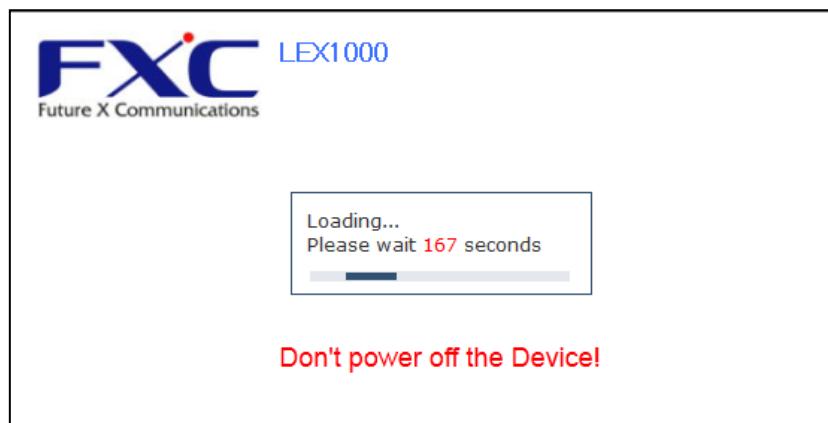 FXC
Future X Communications
LEX1000
Loading...
Please wait 167 seconds
Don't power off the Device!